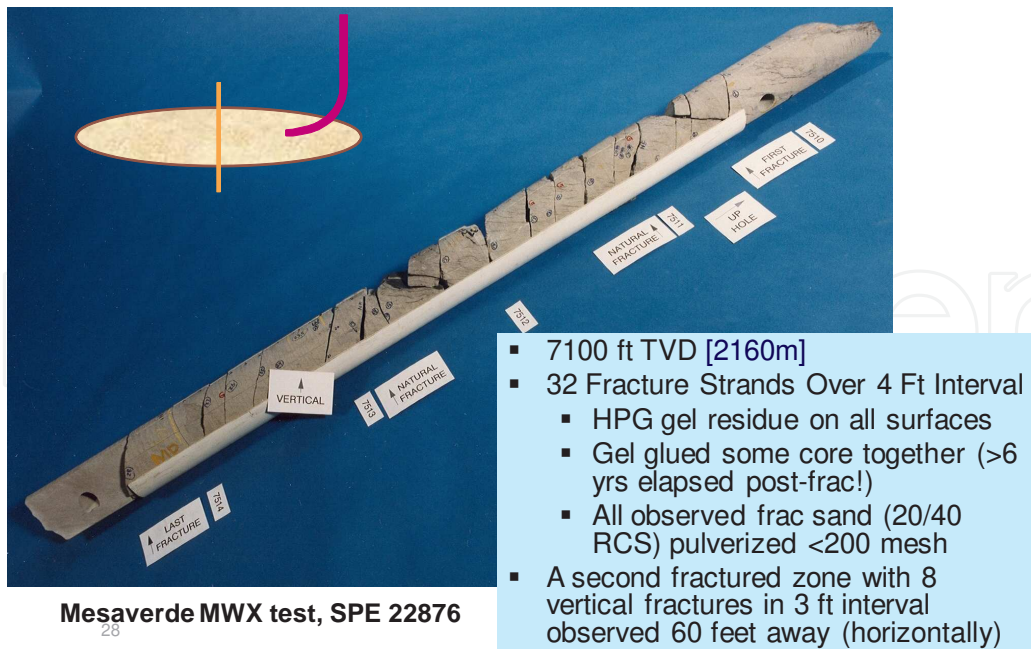 7510
FIRST
FRACTURE
UP
HOLE
7511
NATURAL
FRACTURE
7512
NATURAL
FRACTURE
7513
VERTICAL
7514
LAST
FRACTURE
▪ 7100 ft TVD [2160m]
▪ 32 Fracture Strands Over 4 Ft Interval
▪ HPG gel residue on all surfaces
▪ Gel glued some core together (>6
yrs elapsed post-frac!)
▪ All observed frac sand (20/40
RCS) pulverized <200 mesh
▪ A second fractured zone with 8
vertical fractures in 3 ft interval
observed 60 feet away (horizontally)
Mesaverde MWX test, SPE 22876
28